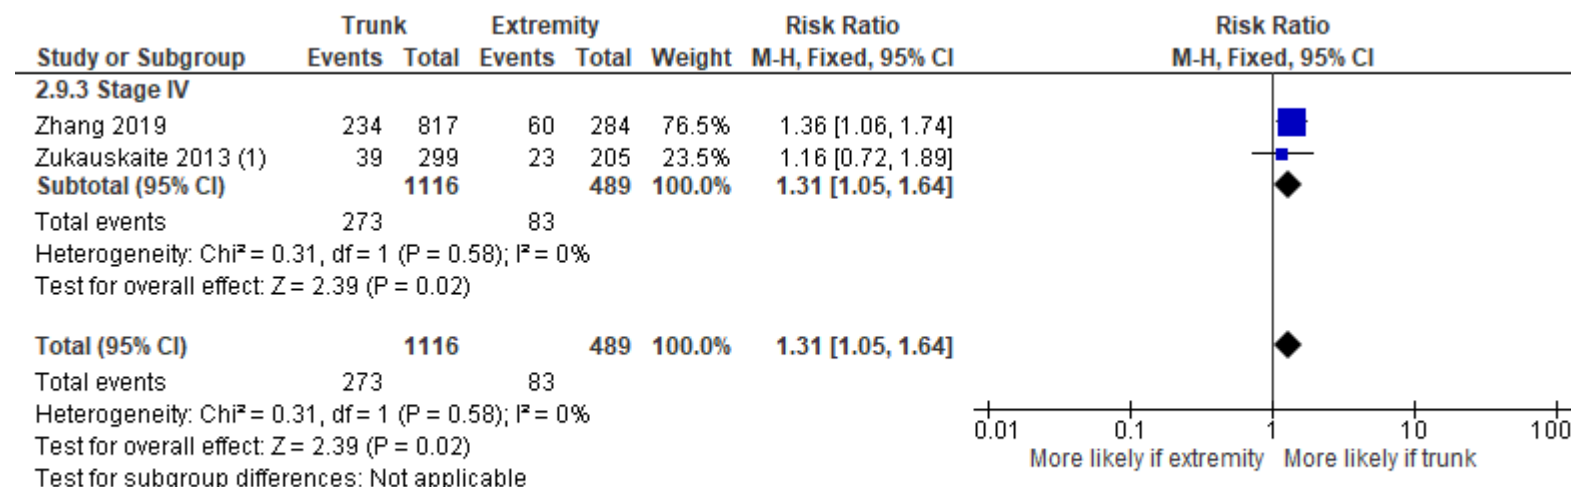 Trunk Extremity Risk Ratio Risk Ratio
Study or Subgroup Events Total Events Total Weight M-H, Fixed, 95% CI M-H, Fixed, 95% CI
2.9.3 Stage IV
Zhang 2019 234 817 60 284 76.5% 1.36 [1.06, 1.74]
Zukauskaite 2013 (1) 39 299 23 205 23.5% 1.16 [0.72, 1.89]
Subtotal (95% CI) 1116 489 100.0% 1.31 [1.05, 1.64]
Total events 273 83
Heterogeneity: Chi² = 0.31, df = 1 (P = 0.58); I² = 0%
Test for overall effect: Z = 2.39 (P = 0.02)
Total (95% CI) 1116 489 100.0% 1.31 [1.05, 1.64]
Total events 273 83
Heterogeneity: Chi² = 0.31, df = 1 (P = 0.58); I² = 0%
Test for overall effect: Z = 2.39 (P = 0.02)
Test for subgroup differences: Not applicable
0.01 0.1 1 10 100
More likely if extremity More likely if trunk